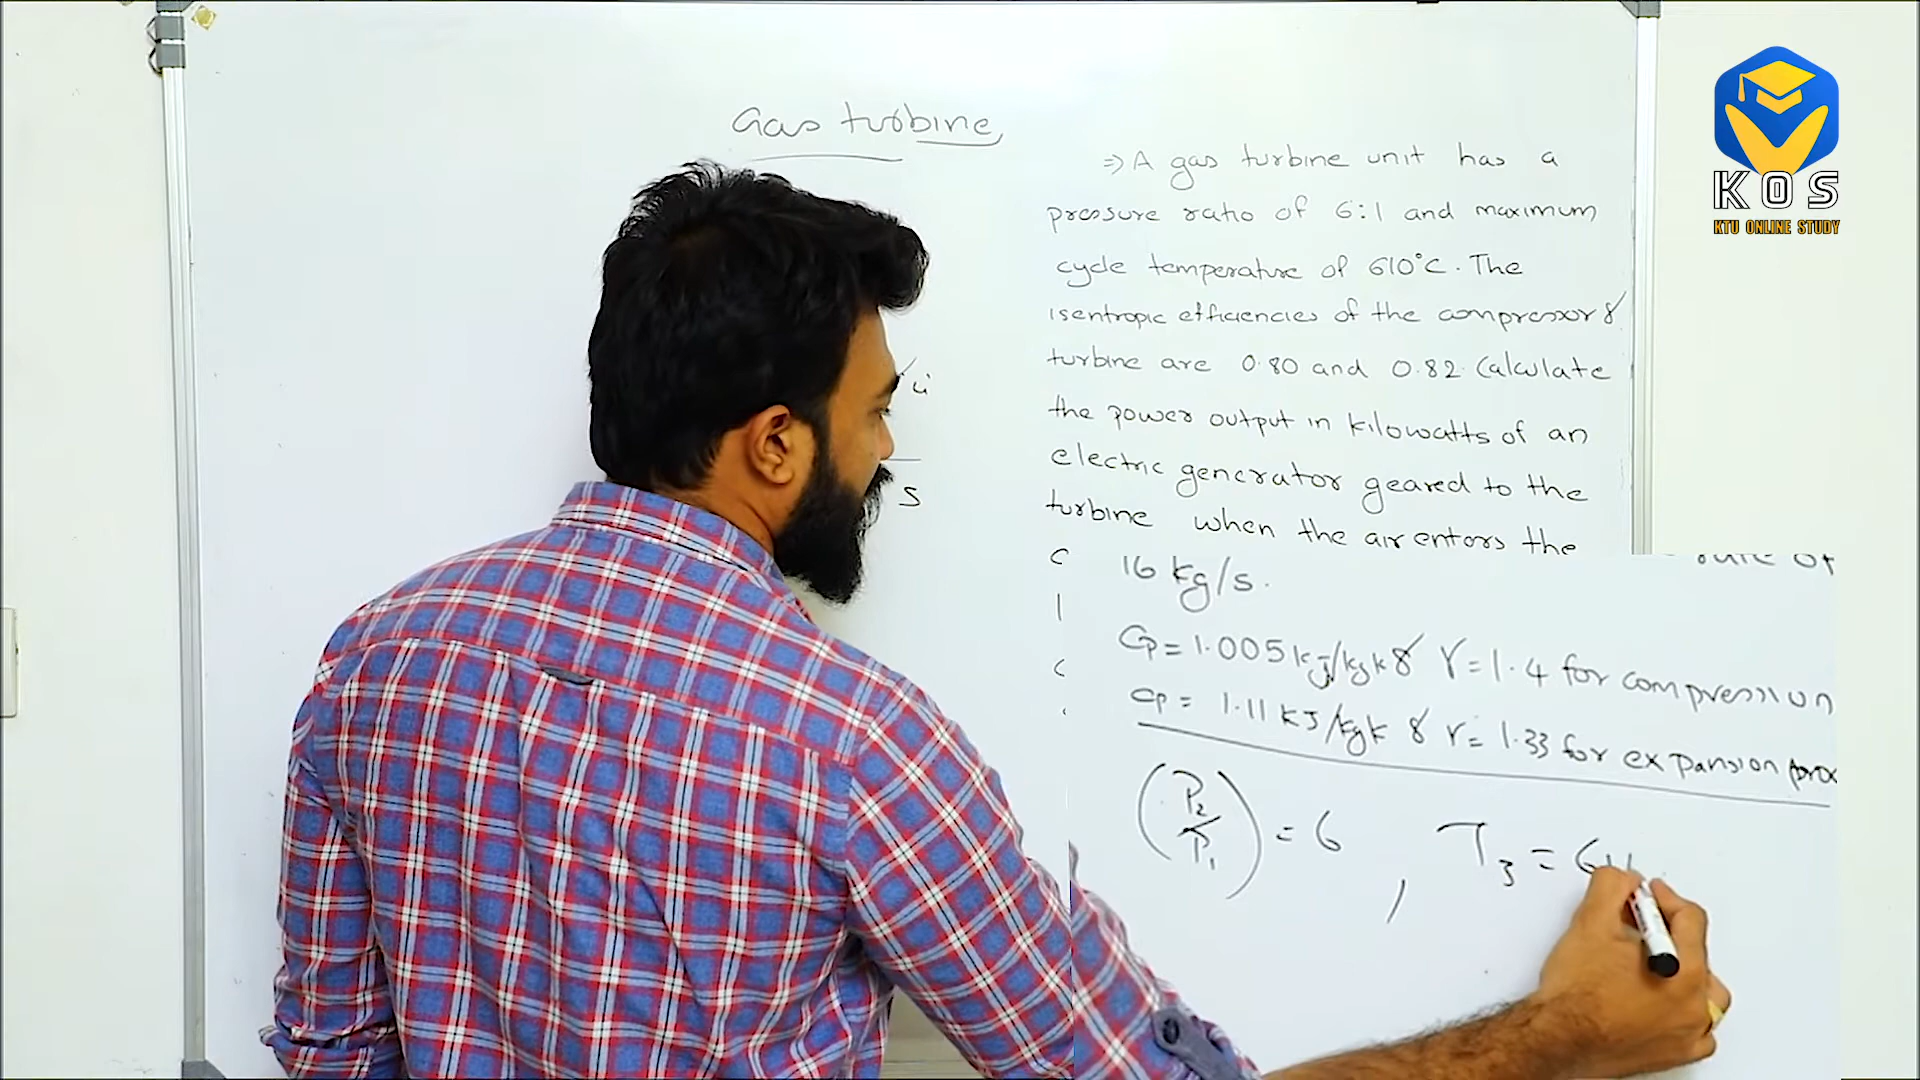 Gas turbine
⇒ A gas turbine unit has a
pressure ratio of 6:1 and maximum
cycle temperature of 610°C. The
isentropic efficiencies of the compressor &
turbine are 0.80 and 0.82. Calculate
the power output in kilowatts of an
electric generator geared to the
turbine when the air enters the
16 kg/s.
Cp = 1.005 kJ/kgk & γ = 1.4 for compression
Cp = 1.11 kJ/kgk & γ = 1.33 for expansion
(P2/P1) = 6 , T3 =
4'
S
KOS
KTU ONLINE STUDY